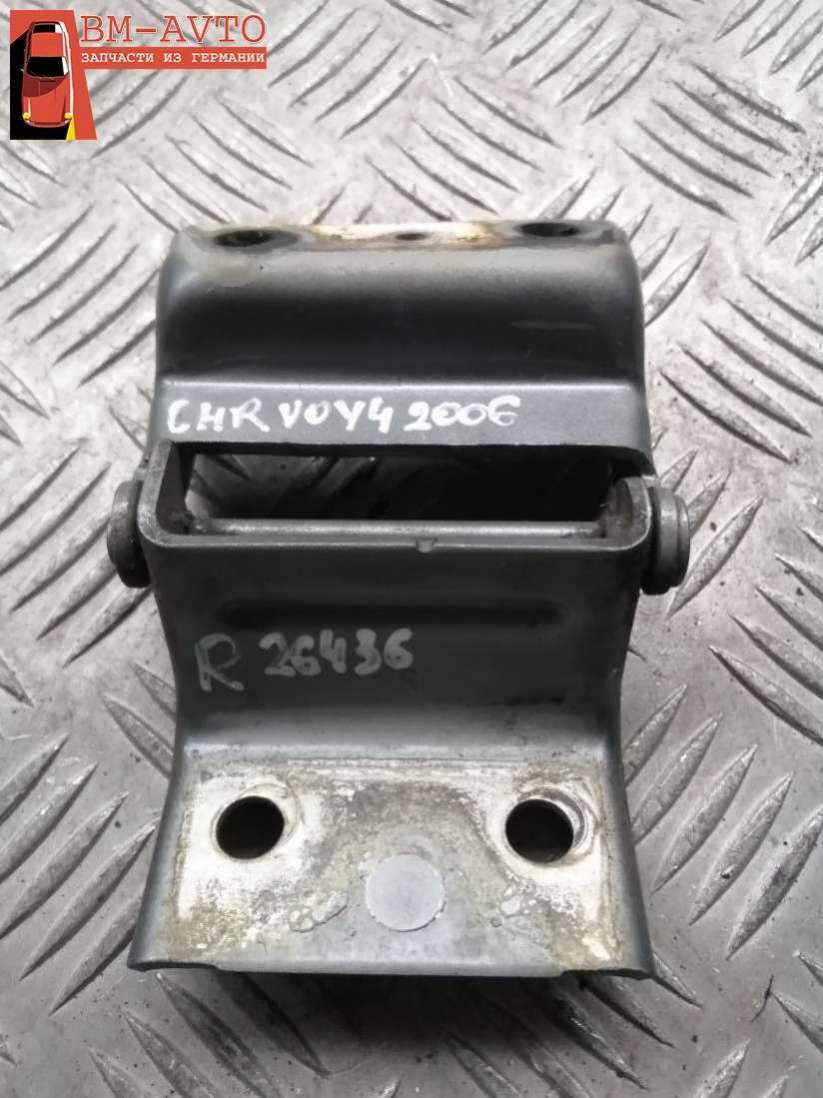 BM-AVTO
ЗАПЧАСТИ ИЗ ГЕРМАНИИ
CHR VOY4 2006
R 26436